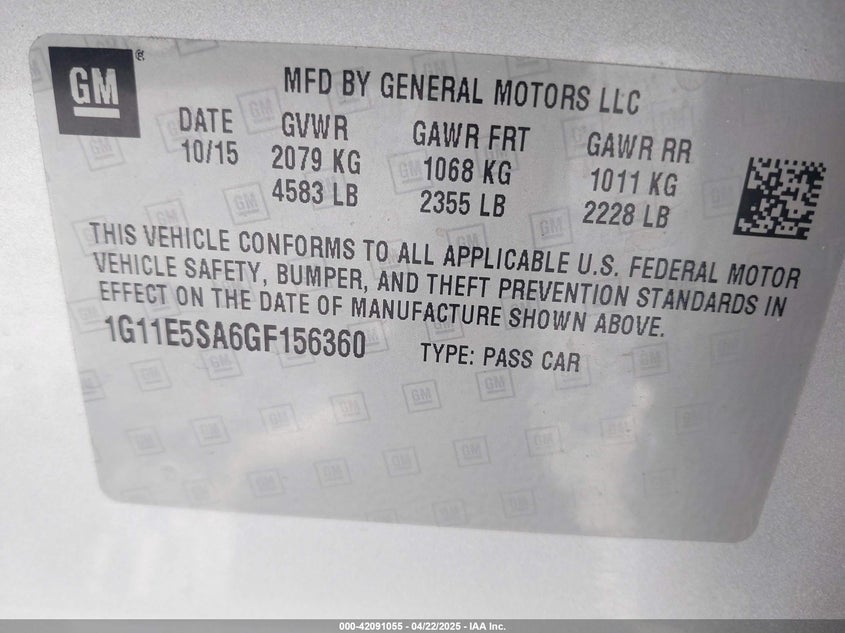 GM ®
MFD BY GENERAL MOTORS LLC
DATE GVWR GAWR FRT GAWR RR
10/15 2079 KG 1068 KG 1011 KG
4583 LB 2355 LB 2228 LB
THIS VEHICLE CONFORMS TO ALL APPLICABLE U.S. FEDERAL MOTOR
VEHICLE SAFETY, BUMPER, AND THEFT PREVENTION STANDARDS IN
EFFECT ON THE DATE OF MANUFACTURE SHOWN ABOVE.
1G11E5SA6GF156360 TYPE: PASS CAR
000-42091055 - 04/22/2025 - IAA Inc.